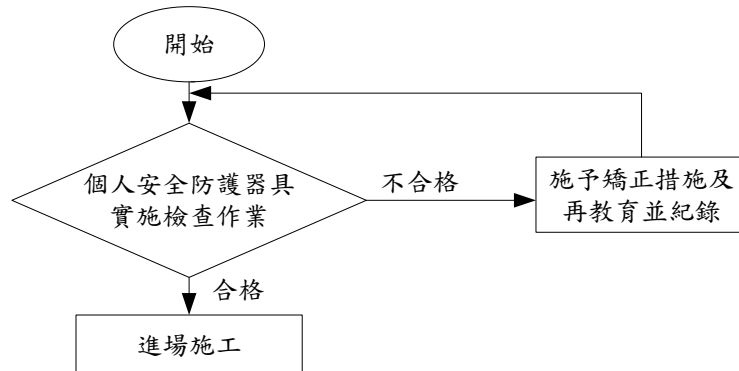 開始
個人安全防護器具
實施檢查作業
不合格
施予矯正措施及
再教育並紀錄
合格
進場施工